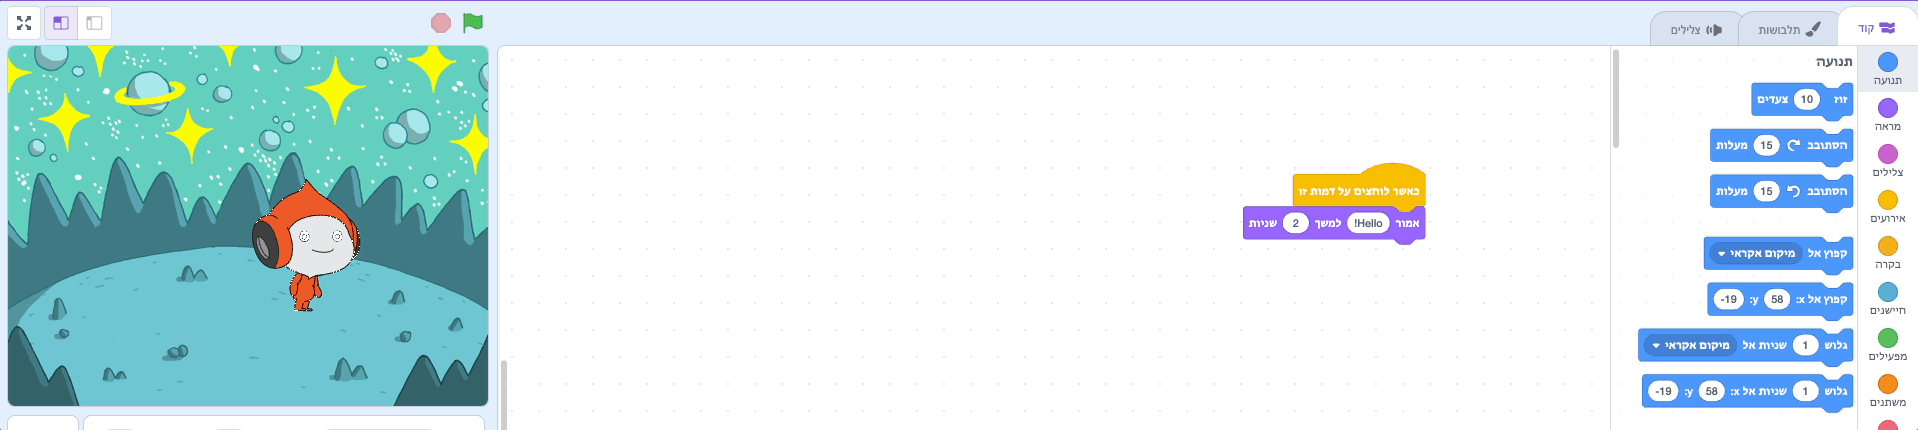 קוד
תלבושות
צלילים
תנועה
מראה
צלילים
אירועים
בקרה
חיישנים
מפעילים
משתנים
תנועה
זוז 10 צעדים
הסתובב 15 מעלות
הסתובב 15 מעלות
קפוץ אל מיקום אקראי
קפוץ אל x: 58 y: -19
גלוש 1 שניות אל מיקום אקראי
גלוש 1 שניות אל x: 58 y: -19
כאשר לוחצים על דמות זו
אמור Hello! למשך 2 שניות